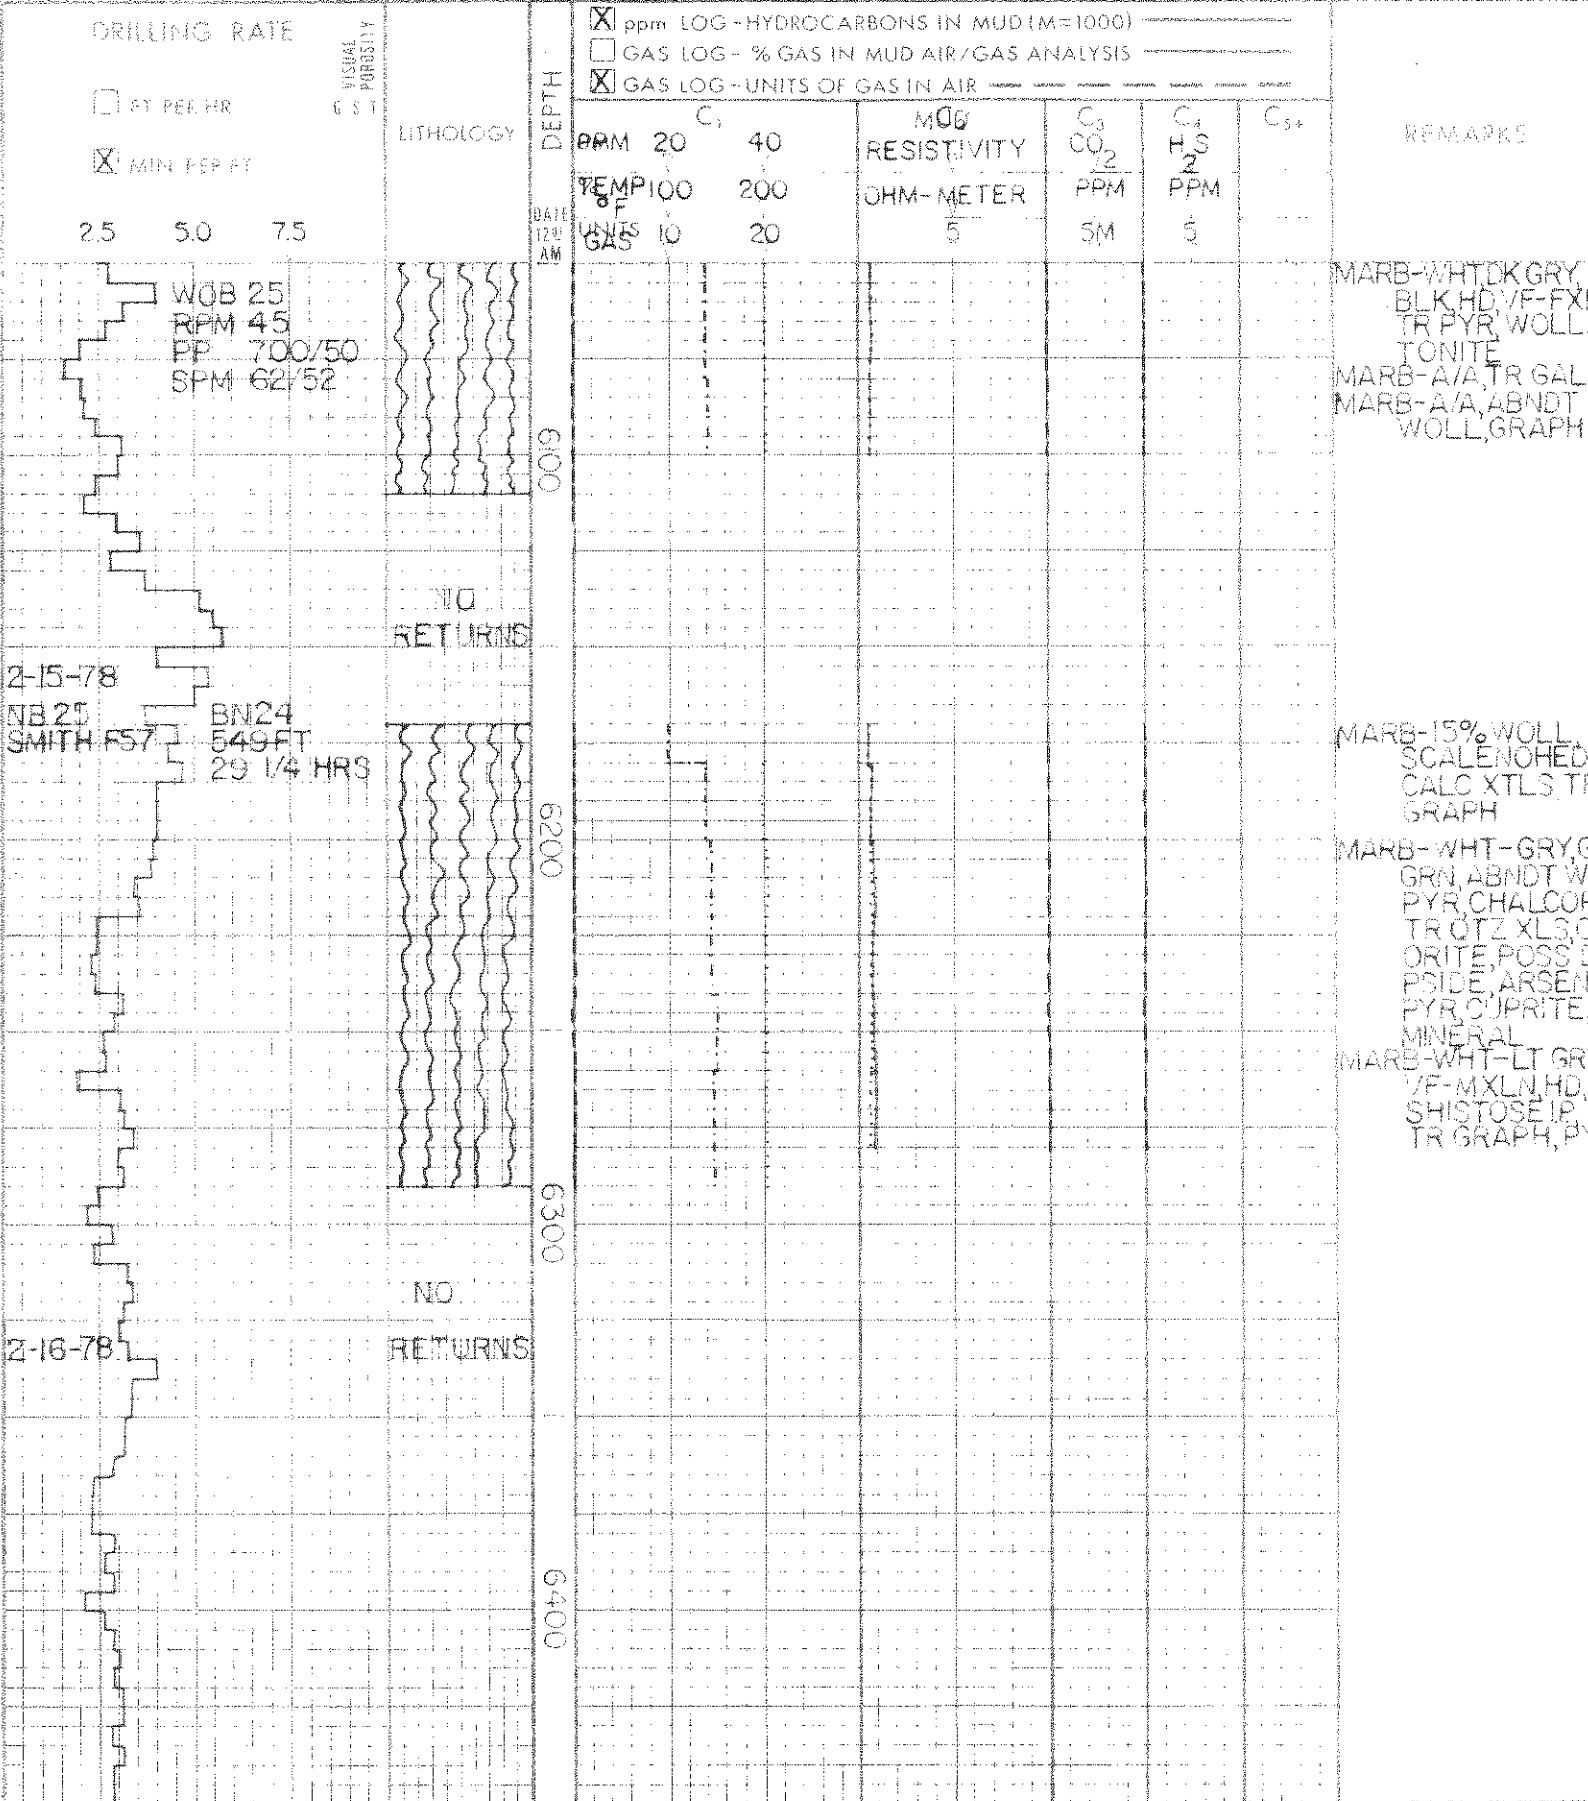 DRILLING RATE
VISUAL POROSITY
G S T
FT PER HR
X MIN PER FT
2.5 5.0 7.5
LITHOLOGY
DEPTH
DATE
12
AM
X ppm LOG-HYDROCARBONS IN MUD (M=1000)
GAS LOG-% GAS IN MUD AIR/GAS ANALYSIS
X GAS LOG-UNITS OF GAS IN AIR
C₁
PPM 20 40
TEMP 100 200
°F
UNITS 10 20
GAS
RESISTIVITY
OHM-METER
5
C₃
CO₂
PPM
5M
C₄
H₂S
PPM
5
C₅₊
REMARKS
WOB 25
RPM 45
PP 700/50
SPM 62/52
MARB-WHT,DK GRY,
BLK,HD,VF-FX
TR PYR,WOLL
TONITE
MARB-A/A,TR GAL
MARB-A/A,ABNDT
WOLL,GRAPH
6100
NO
RETURNS
2-15-78
NB 25 BN24
SMITH F57 549 FT
29 1/4 HRS
MARB-15% WOLL,
SCALENOHED
CALC XTLS TR
GRAPH
6200
MARB-WHT-GRY,G
GRN,ABNDT W
PYR,CHALCOP
TR QTZ XLS,C
ORITE,POSS D
PSIDE,ARSEN
PYR,CUPRITE,
MINERAL
MARB-WHT-LT GR
VF-MXLN,HD,
SHISTOSE I.P.
TR GRAPH,PY
6300
NO
RETURNS
2-16-78
6400